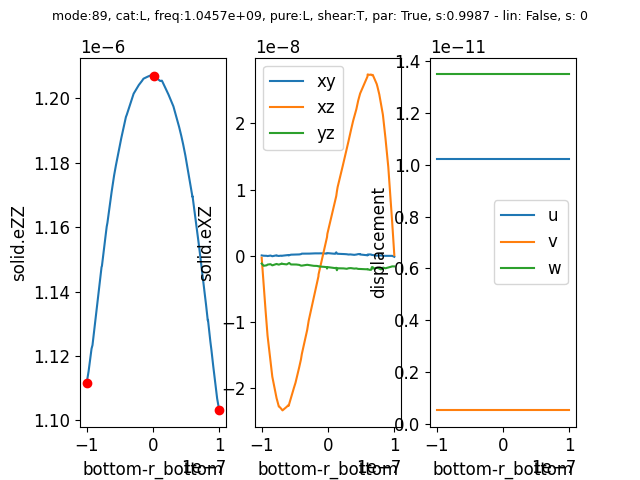 mode:89, cat:L, freq:1.0457e+09, pure:L, shear:T, par: True, s:0.9987 - lin: False, s: 0
1e−6
1e−8
1e−11
solid.eZZ
1.20
1.18
1.16
1.14
1.12
1.10
−1
0
1
1e−7
bottom-r_bottom
solid.eXZ
xy
xz
yz
2
1
0
−1
−2
−1
0
1
1e−7
bottom-r_bottom
displacement
1.4
1.2
1.0
0.8
0.6
0.4
0.2
0.0
u
v
w
−1
0
1
1e−7
bottom-r_bottom